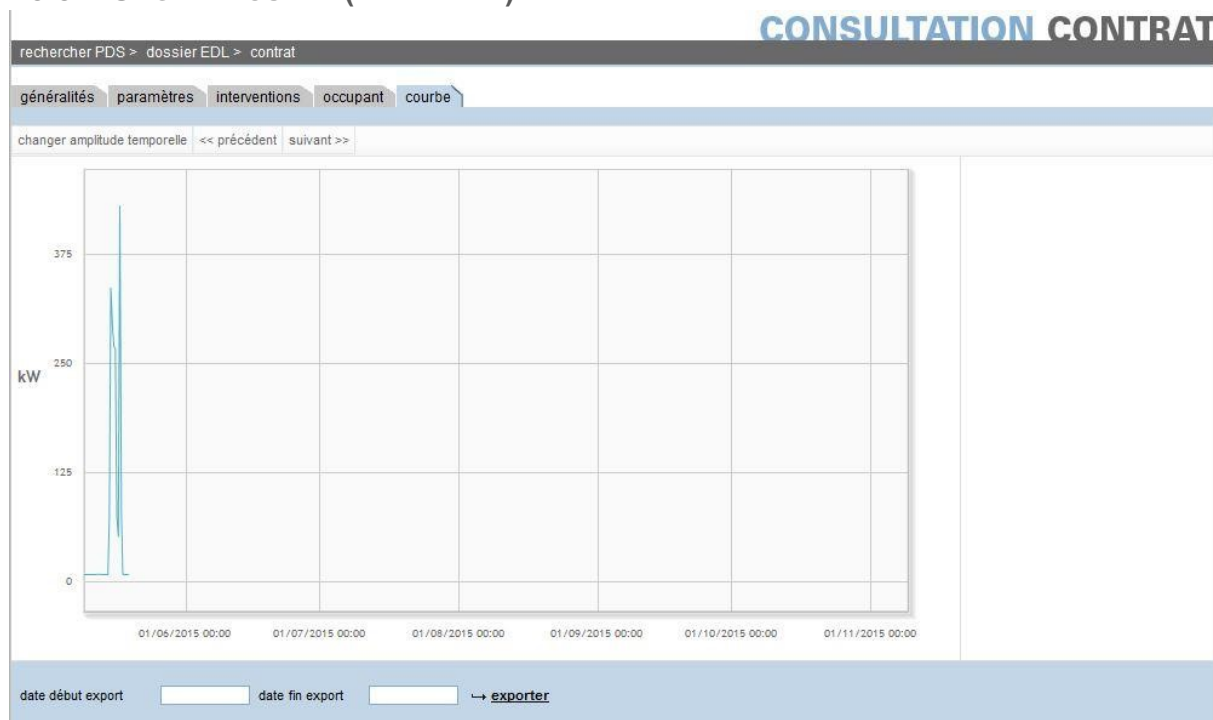 CONSULTATION CONTRAT
rechercher PDS > dossier EDL > contrat
généralités paramètres interventions occupant courbe
changer amplitude temporelle << précédent suivant >>
375
250
kW
125
0
01/06/2015 00:00 01/07/2015 00:00 01/08/2015 00:00 01/09/2015 00:00 01/10/2015 00:00 01/11/2015 00:00
date début export date fin export ↪ exporter